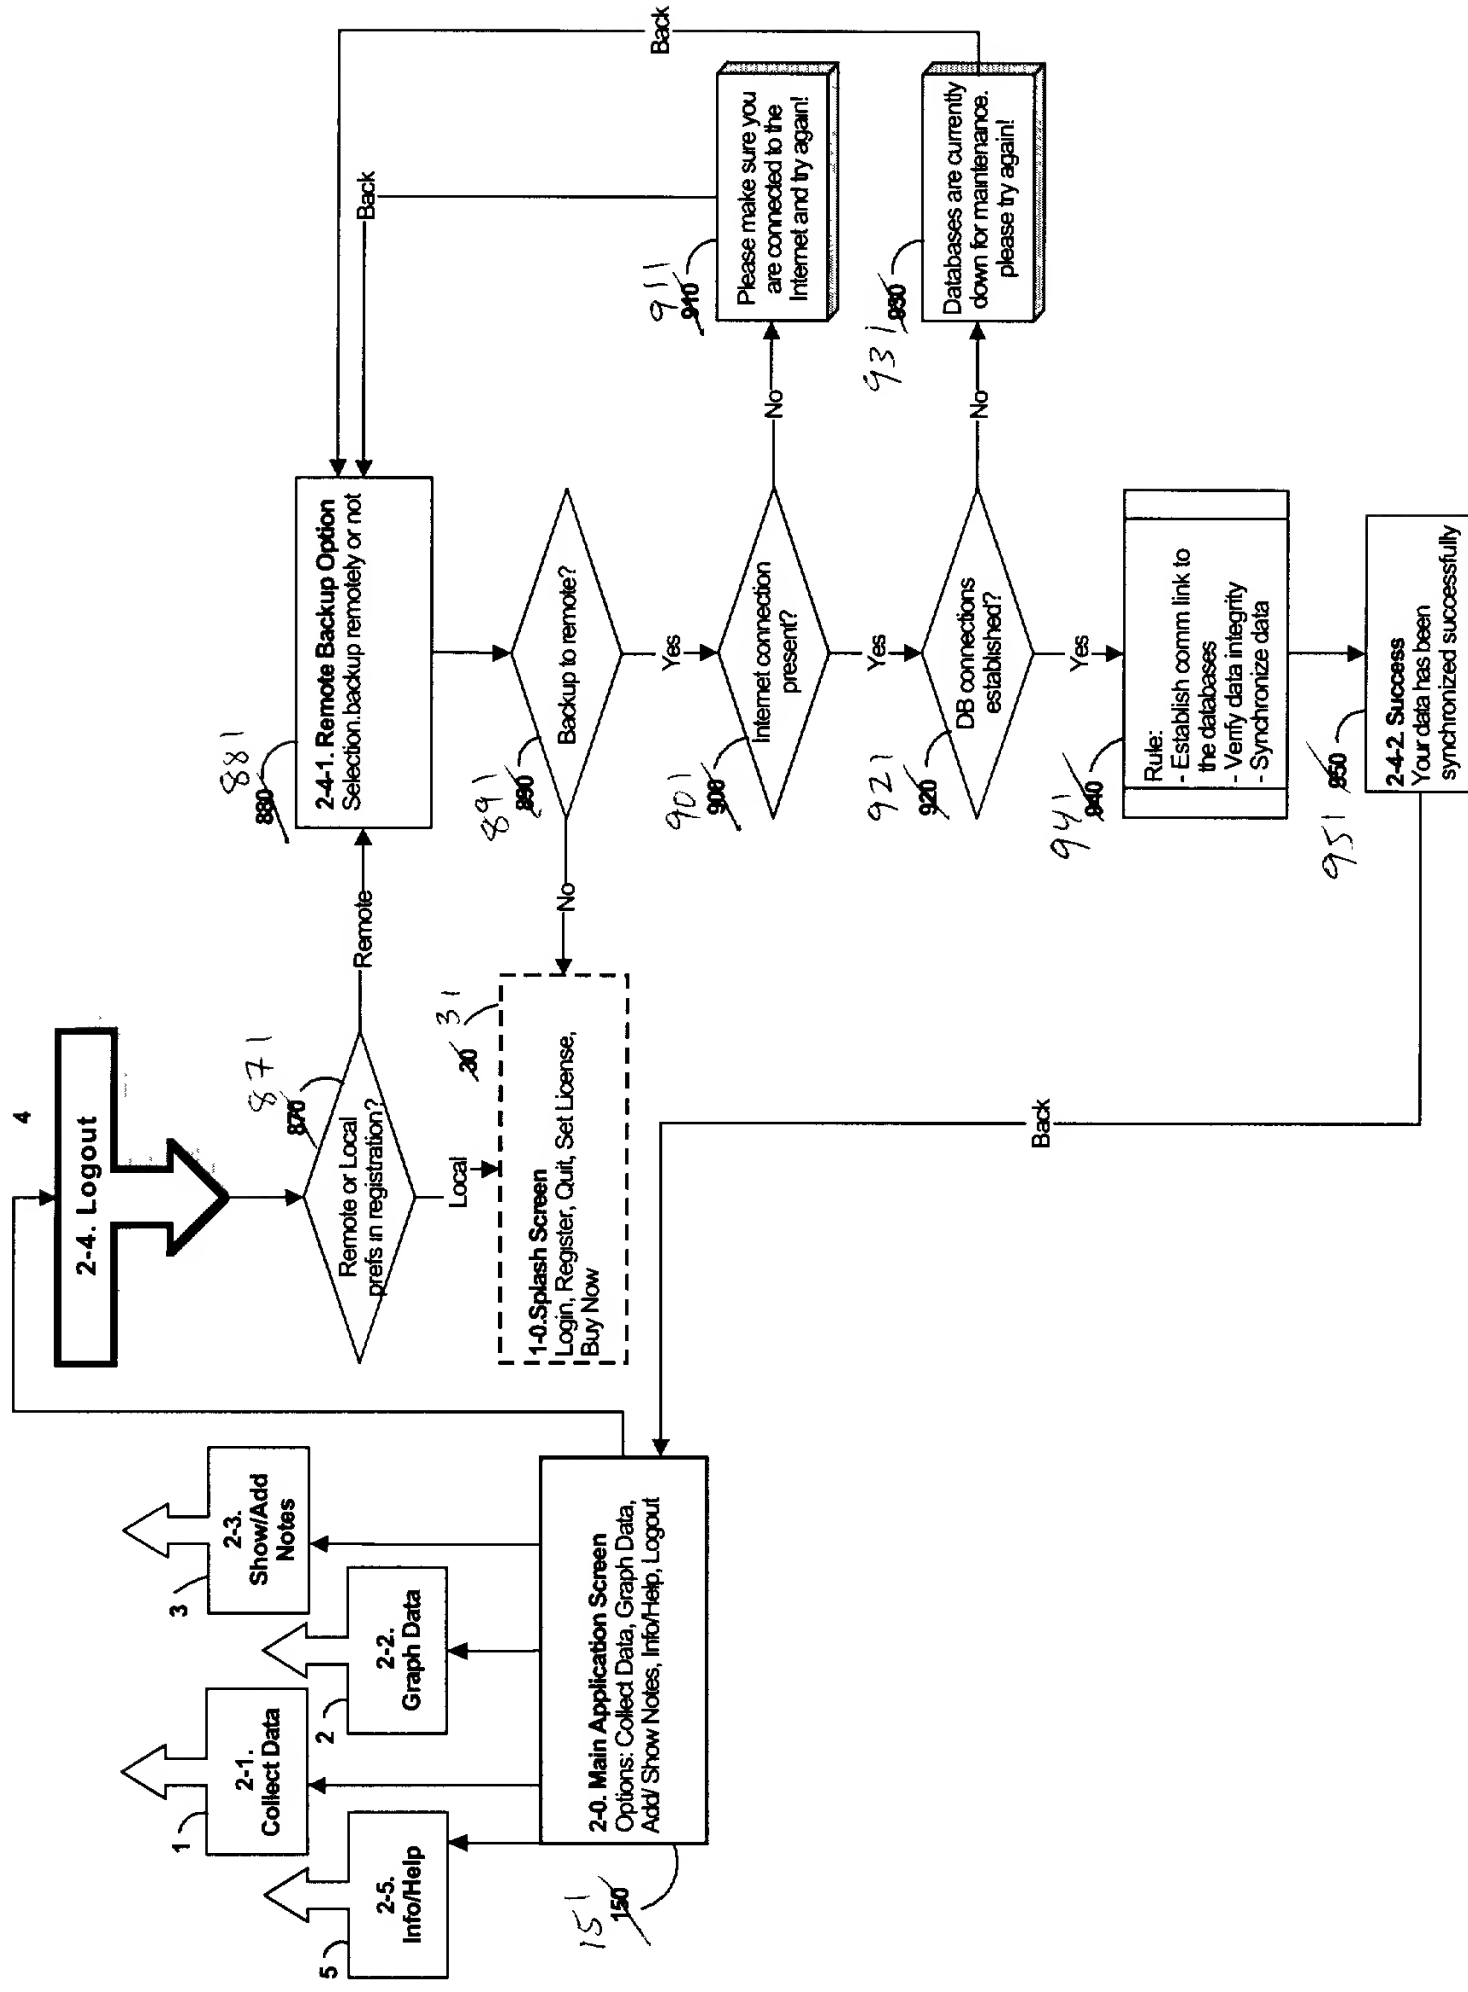 4
2-4. Logout
871
870
Remote or Local
prefs in registration?
Remote
Local
31
30
1-0.Splash Screen
Login, Register, Quit, Set License,
Buy Now
881
880
2-4-1. Remote Backup Option
Selection.backup remotely or not
Back
Back
891
890
Backup to remote?
No
Yes
901
900
Internet connection
present?
No
911
910
Please make sure you
are connected to the
Internet and try again!
Yes
921
920
DB connections
established?
No
931
930
Databases are currently
down for maintenance.
please try again!
Yes
941
940
Rule:
- Establish comm link to
the databases
- Verify data integrity
- Synchronize data
951
950
2-4-2. Success
Your data has been
synchronized successfully
Back
3
2-3.
Show/Add
Notes
2
2-2.
Graph Data
1
2-1.
Collect Data
5
2-5.
Info/Help
151
150
2-0. Main Application Screen
Options: Collect Data, Graph Data,
Add/ Show Notes, Info/Help, Logout